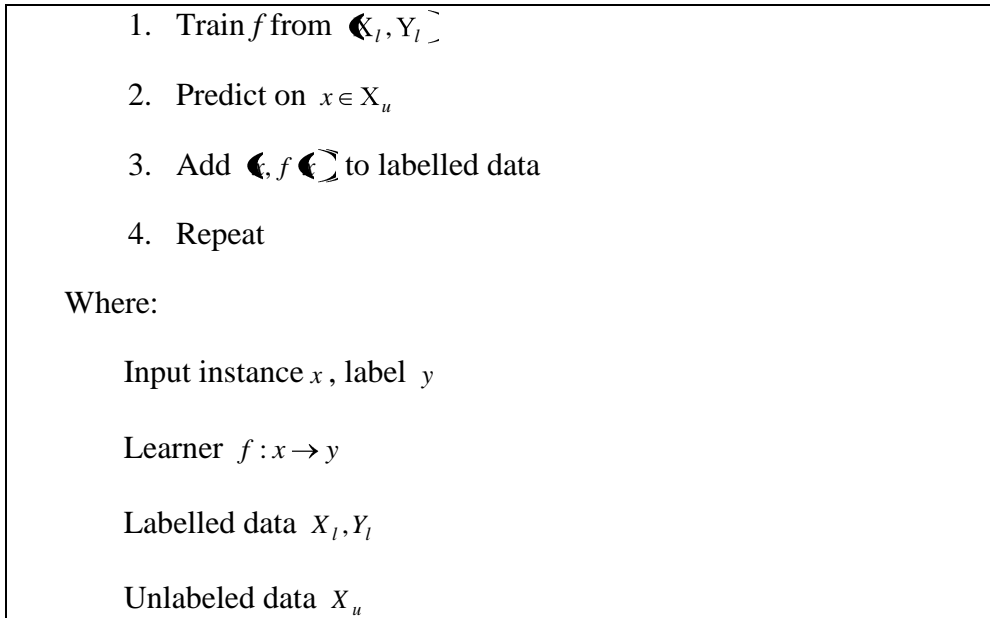 1. Train f from (X_l, Y_l)
2. Predict on x ∈ X_u
3. Add (x, f(x)) to labelled data
4. Repeat
Where:
Input instance x , label y
Learner f : x → y
Labelled data X_l , Y_l
Unlabeled data X_u